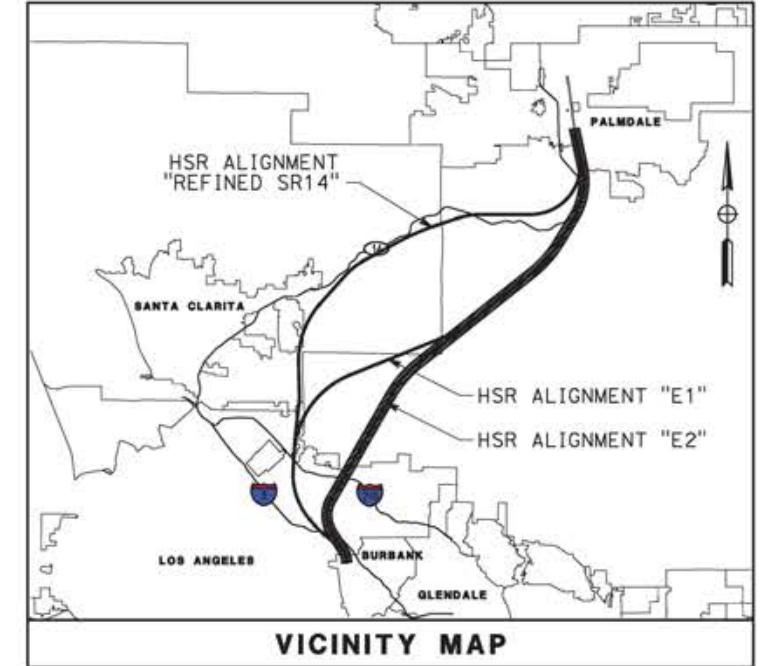 PALMDALE
HSR ALIGNMENT
"REFINED SR14"
SANTA CLARITA
HSR ALIGNMENT "E1"
HSR ALIGNMENT "E2"
LOS ANGELES
BURBANK
GLENDALE
VICINITY MAP